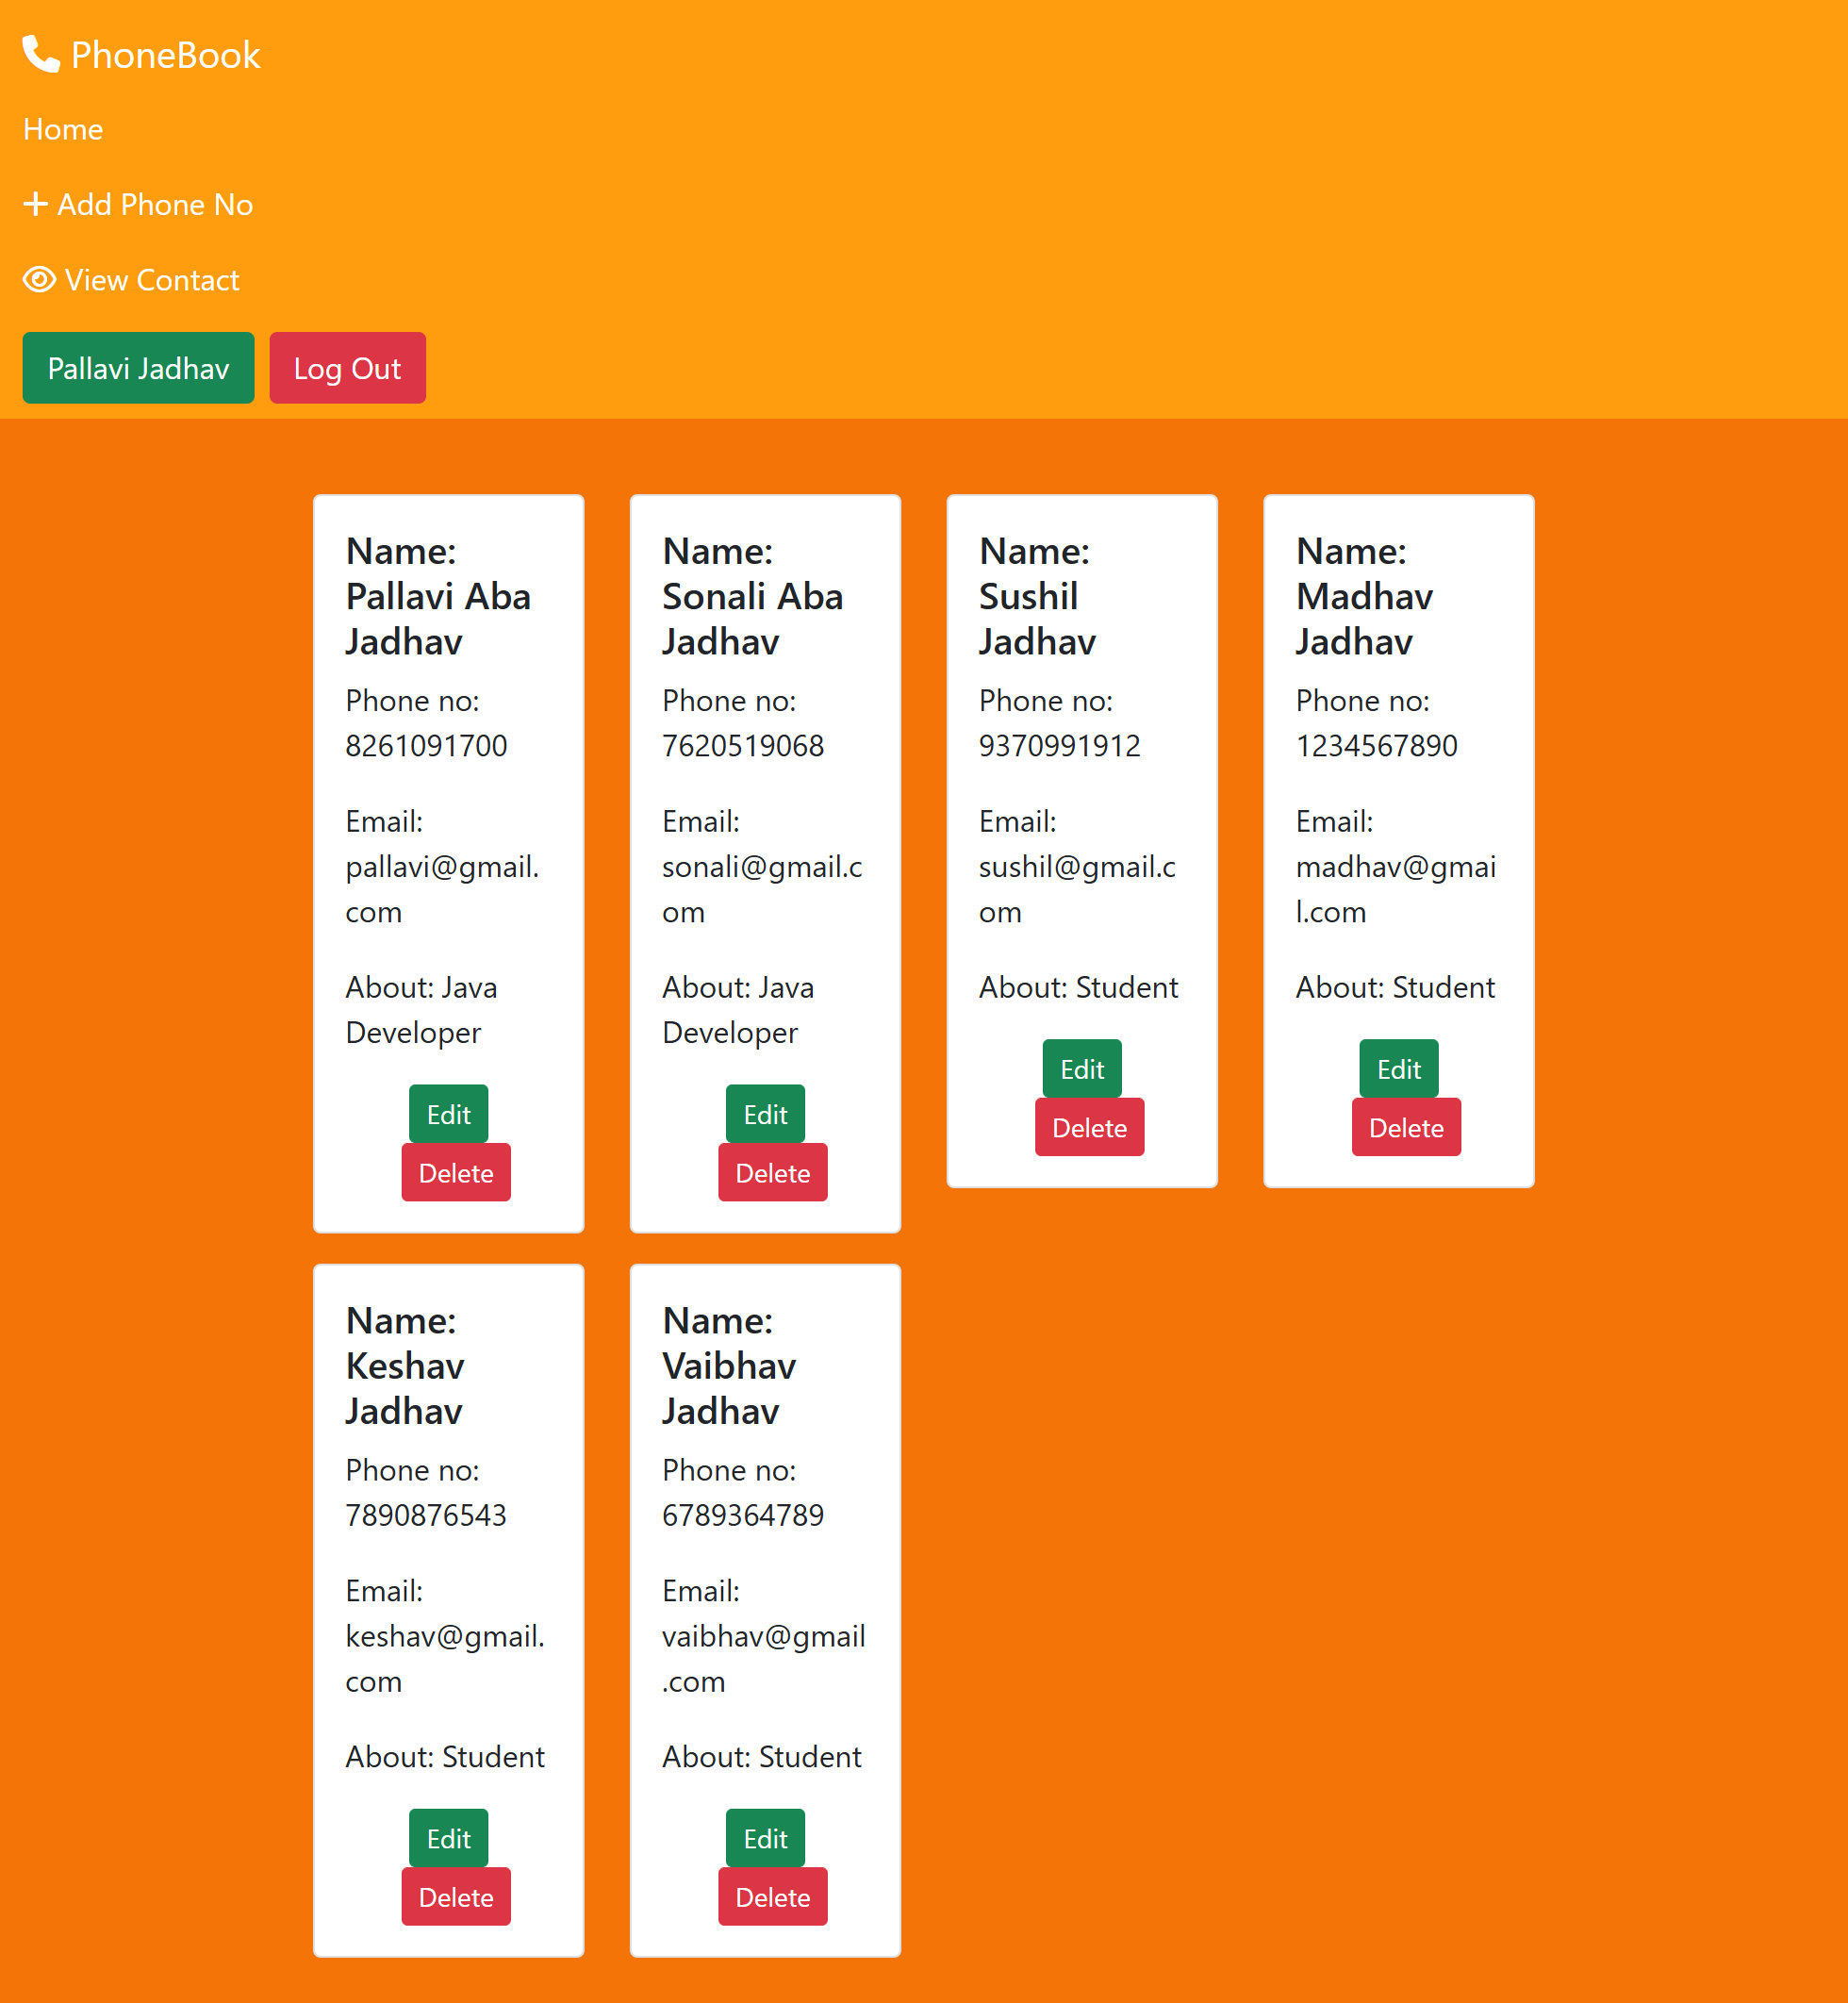 PhoneBook
Home
Add Phone No
View Contact
Pallavi Jadhav
Log Out
Name:
Pallavi Aba
Jadhav
Phone no:
8261091700
Email:
pallavi@gmail.
com
About: Java
Developer
Edit
Delete
Name:
Sonali Aba
Jadhav
Phone no:
7620519068
Email:
sonali@gmail.c
om
About: Java
Developer
Edit
Delete
Name:
Sushil
Jadhav
Phone no:
9370991912
Email:
sushil@gmail.c
om
About: Student
Edit
Delete
Name:
Madhav
Jadhav
Phone no:
1234567890
Email:
madhav@gmai
l.com
About: Student
Edit
Delete
Name:
Keshav
Jadhav
Phone no:
7890876543
Email:
keshav@gmail.
com
About: Student
Edit
Delete
Name:
Vaibhav
Jadhav
Phone no:
6789364789
Email:
vaibhav@gmail
.com
About: Student
Edit
Delete